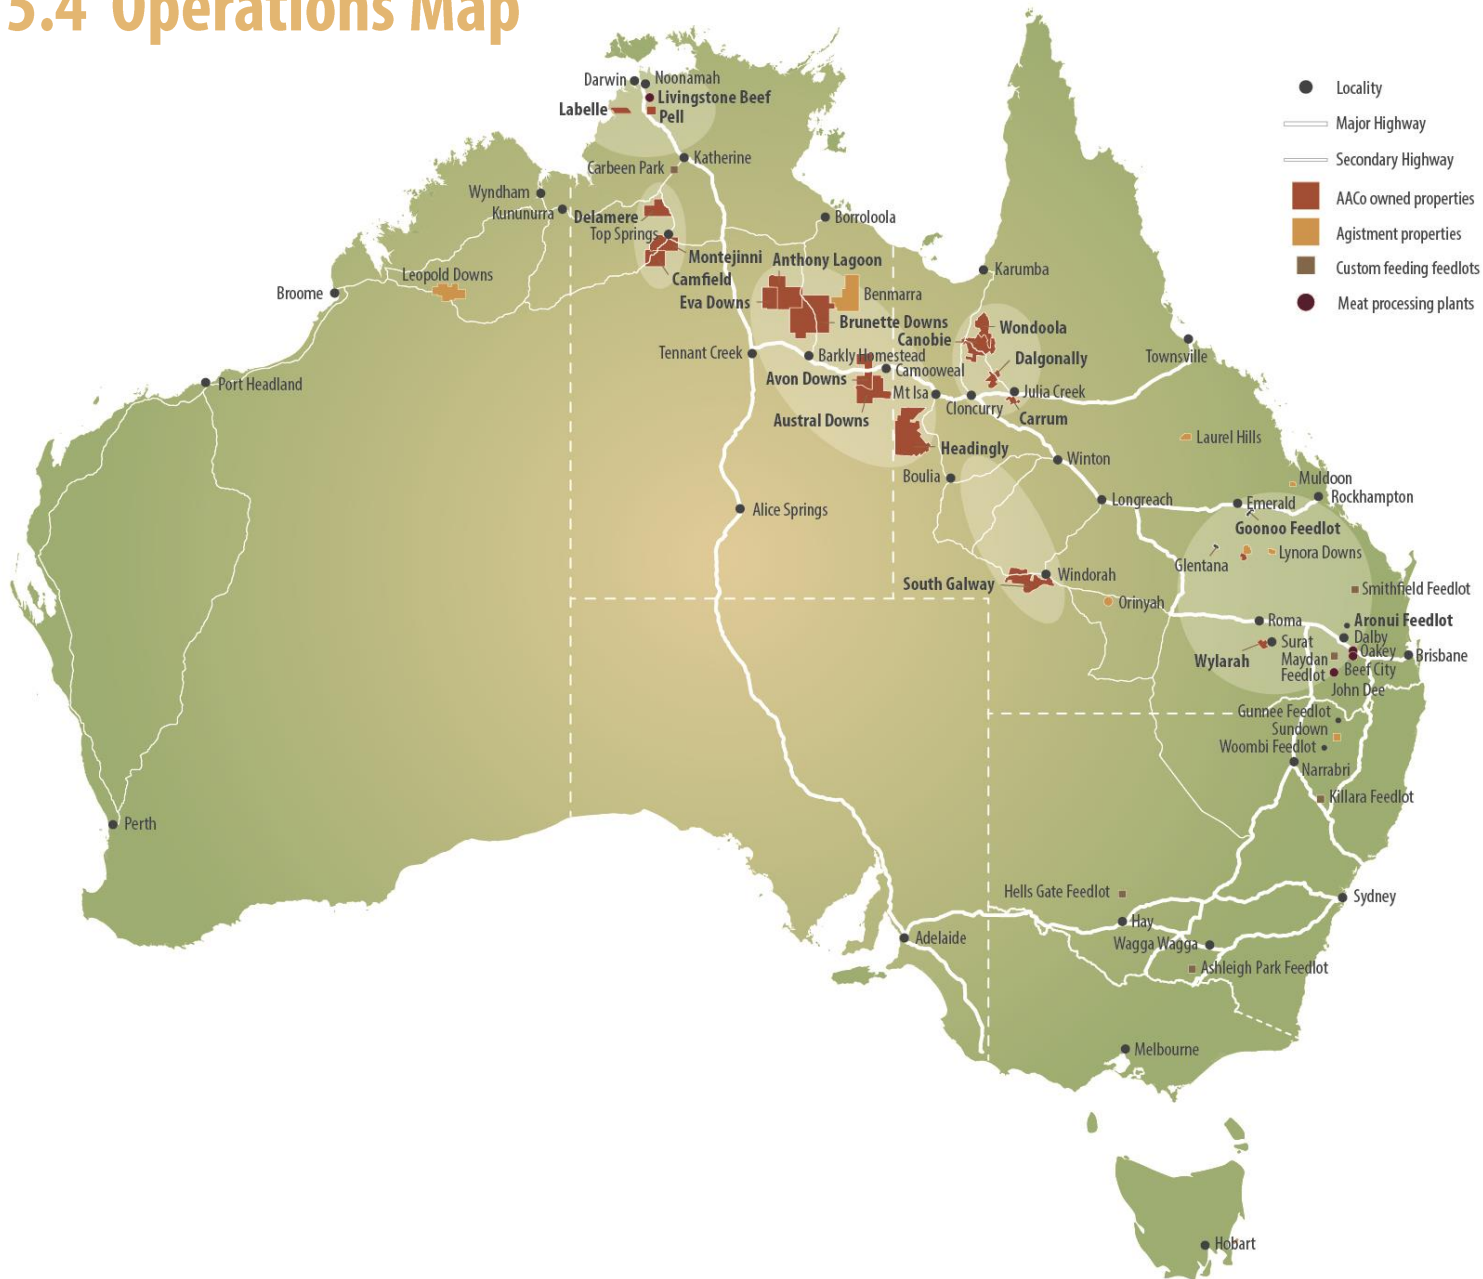 5.4 Operations Map
Locality
Major Highway
Secondary Highway
AACo owned properties
Agistment properties
Custom feeding feedlots
Meat processing plants
Darwin
Noonamah
Livingstone Beef
Labelle
Pell
Katherine
Carbeen Park
Wyndham
Kununurra
Delamere
Top Springs
Borroloola
Montejinni
Anthony Lagoon
Camfield
Leopold Downs
Broome
Eva Downs
Benmarra
Karumba
Brunette Downs
Wondoola
Canobie
Tennant Creek
Barkly Homestead
Dalgonally
Townsville
Camooweal
Avon Downs
Port Headland
Mt Isa
Julia Creek
Cloncurry
Austral Downs
Carrum
Laurel Hills
Headingly
Winton
Boulia
Muldoon
Rockhampton
Longreach
Emerald
Alice Springs
Goonoo Feedlot
Lynora Downs
Glentana
South Galway
Windorah
Smithfield Feedlot
Orinyah
Roma
Aronui Feedlot
Dalby
Surat
Oakey
Brisbane
Wylarah
Maydan
Feedlot
Beef City
John Dee
Gunnee Feedlot
Sundown
Woombi Feedlot
Narrabri
Killara Feedlot
Perth
Hells Gate Feedlot
Sydney
Hay
Adelaide
Wagga Wagga
Ashleigh Park Feedlot
Melbourne
Hobart